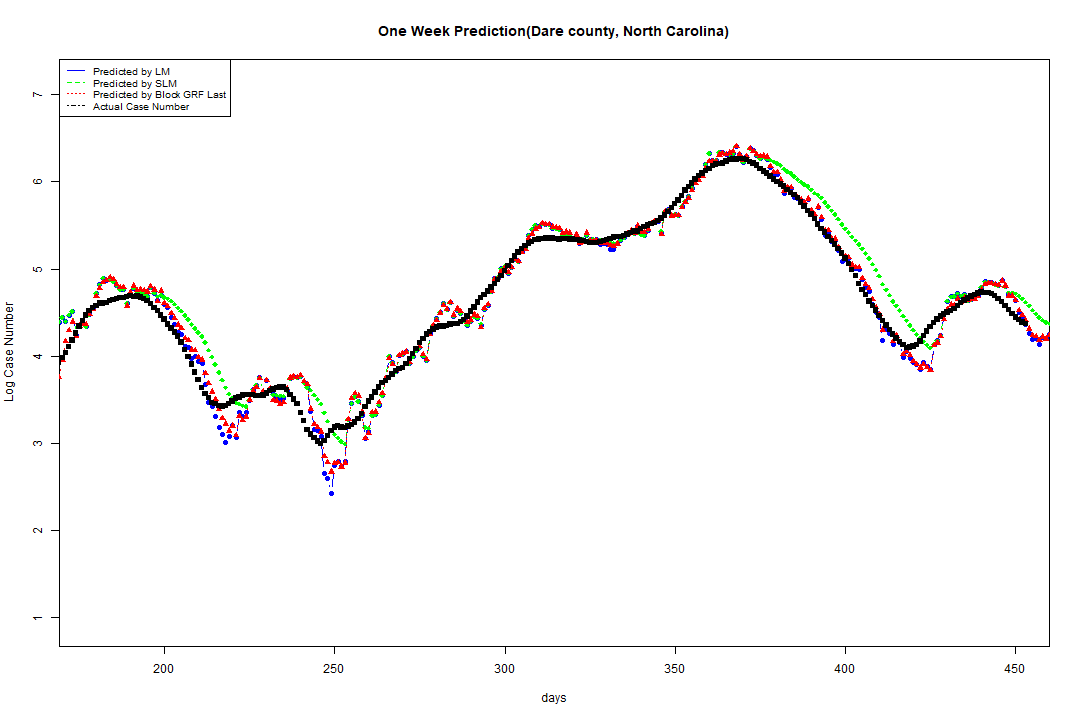 One Week Prediction(Dare county, North Carolina)
Predicted by LM
Predicted by SLM
Predicted by Block GRF Last
Actual Case Number
7
6
5
4
3
2
1
Log Case Number
200 250 300 350 400 450
days